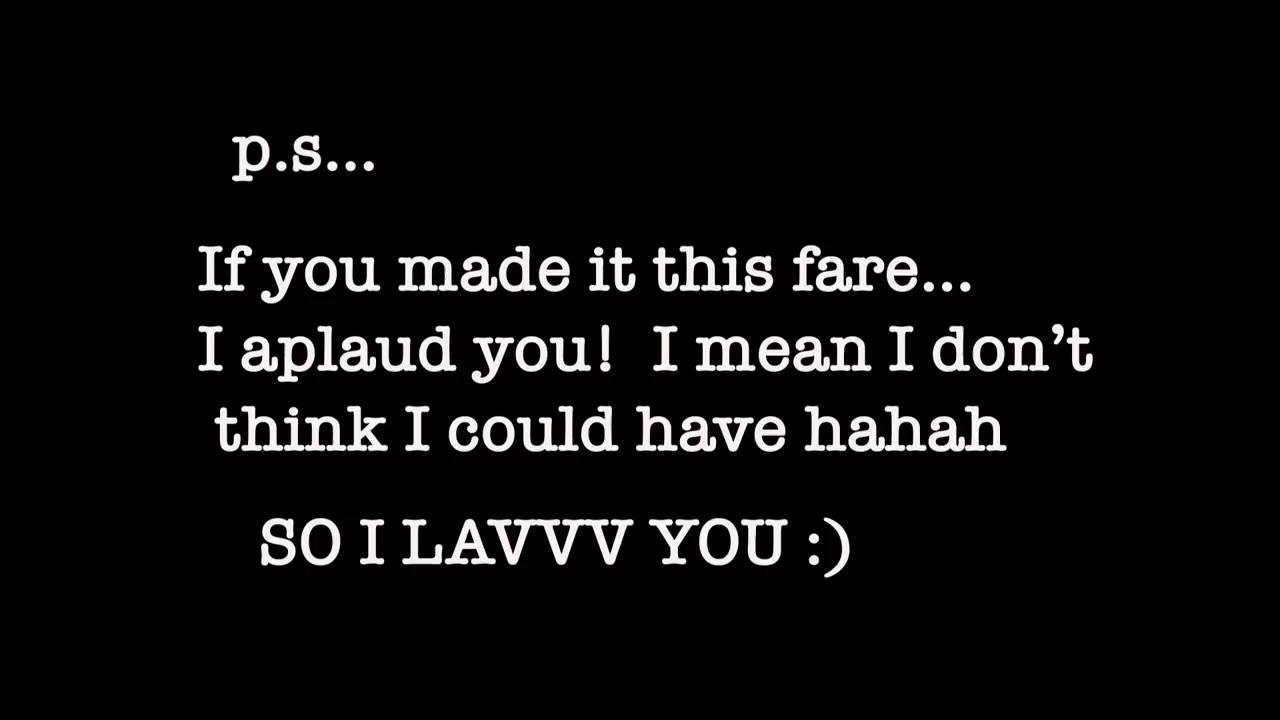 p.s...
If you made it this fare...
I aplaud you!  I mean I don’t
think I could have hahah
SO I LAVVV YOU :)